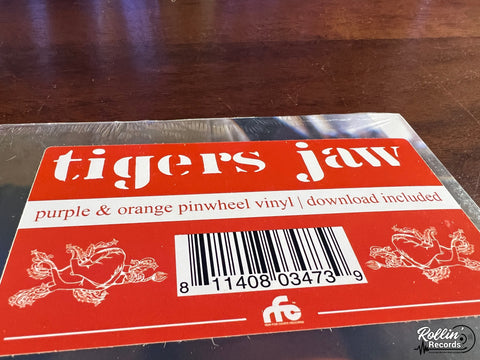 tigers jaw
purple & orange pinwheel vinyl | download included
8 11408 03473 9
rfc
Rollin'
Records